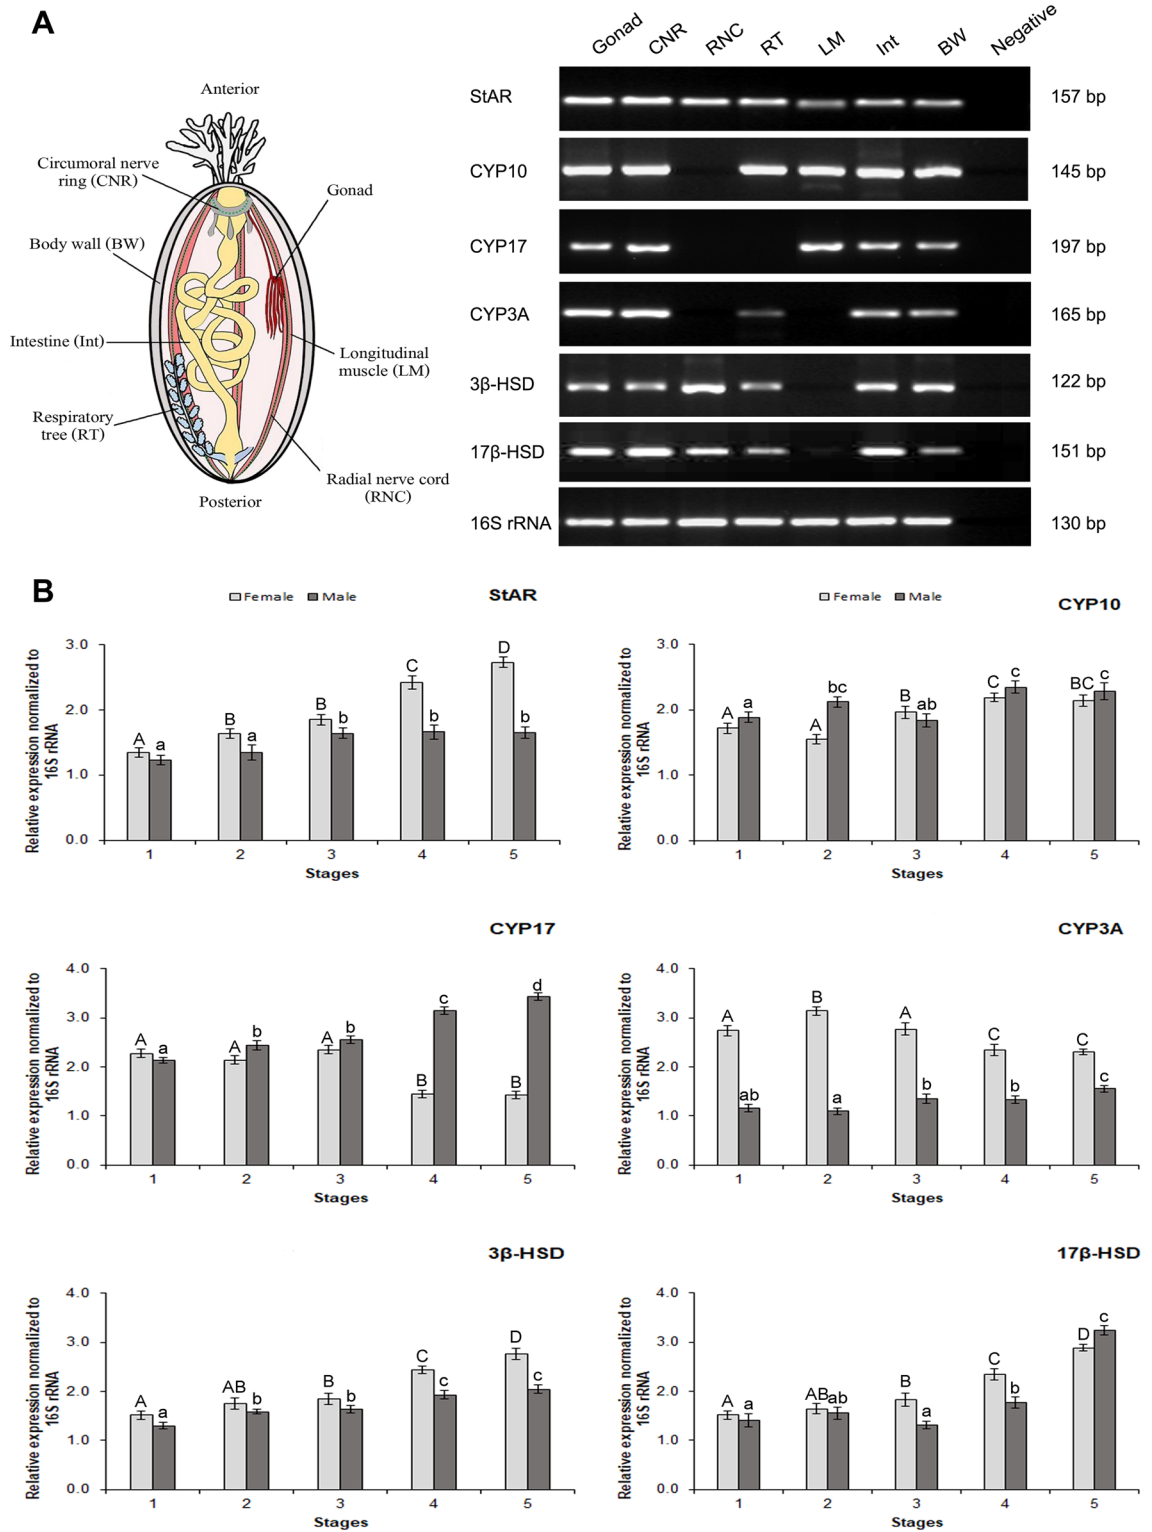 A
Gonad
CNR
RNC
RT
LM
Int
BW
Negative
Anterior
Circumoral nerve
ring (CNR)
Gonad
Body wall (BW)
Intestine (Int)
Longitudinal
muscle (LM)
Respiratory
tree (RT)
Radial nerve cord
(RNC)
Posterior
StAR
157 bp
CYP10
145 bp
CYP17
197 bp
CYP3A
165 bp
3β-HSD
122 bp
17β-HSD
151 bp
16S rRNA
130 bp
B
Female Male
StAR
Relative expression normalized to
16S rRNA
3.0
2.0
1.0
0.0
A a B a B b C b D b
1 2 3 4 5
Stages
Female Male
CYP10
Relative expression normalized to
16S rRNA
3.0
2.0
1.0
0.0
A a A bc B ab C c BC c
1 2 3 4 5
Stages
CYP17
Relative expression normalized to
16S rRNA
4.0
3.0
2.0
1.0
0.0
A a A b A b B c B d
1 2 3 4 5
Stages
CYP3A
Relative expression normalized to
16S rRNA
4.0
3.0
2.0
1.0
0.0
A ab B a A b C b C c
1 2 3 4 5
Stages
3β-HSD
Relative expression normalized to
16S rRNA
4.0
3.0
2.0
1.0
0.0
A a AB b B b C c D c
1 2 3 4 5
Stages
17β-HSD
Relative expression normalized to
16S rRNA
4.0
3.0
2.0
1.0
0.0
A a AB ab B a C b D c
1 2 3 4 5
Stages